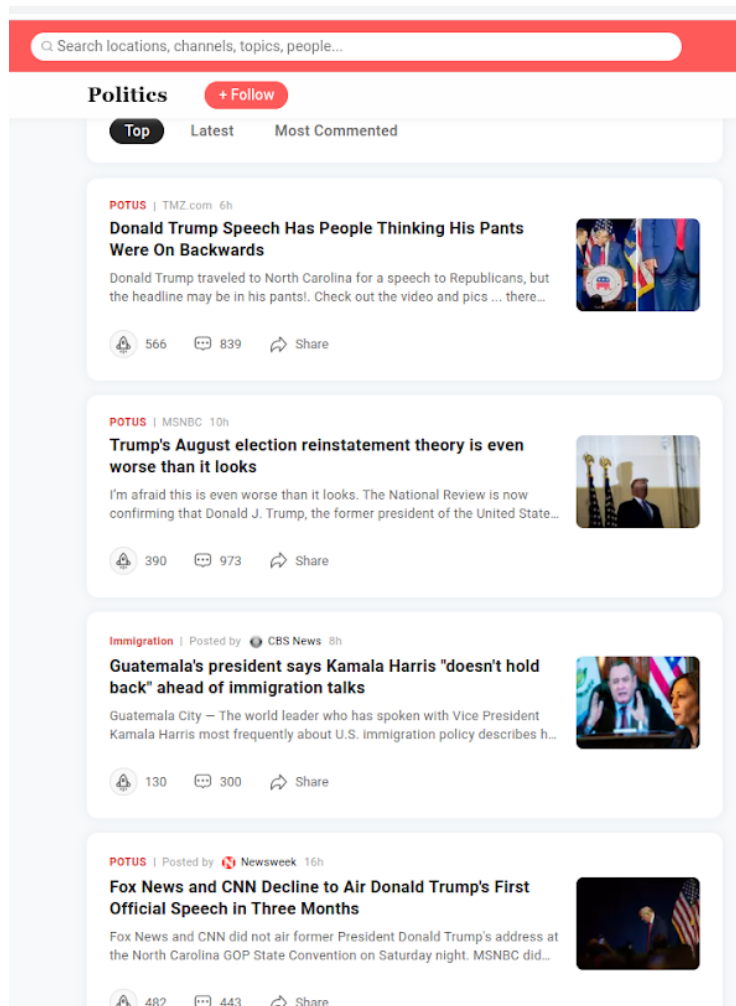 Search locations, channels, topics, people...
Politics
+ Follow
Top Latest Most Commented
POTUS | TMZ.com 6h
Donald Trump Speech Has People Thinking His Pants
Were On Backwards
Donald Trump traveled to North Carolina for a speech to Republicans, but
the headline may be in his pants!. Check out the video and pics ... there...
566 839 Share
POTUS | MSNBC 10h
Trump's August election reinstatement theory is even
worse than it looks
I'm afraid this is even worse than it looks. The National Review is now
confirming that Donald J. Trump, the former president of the United State...
390 973 Share
Immigration | Posted by CBS News 8h
Guatemala's president says Kamala Harris "doesn't hold
back" ahead of immigration talks
Guatemala City — The world leader who has spoken with Vice President
Kamala Harris most frequently about U.S. immigration policy describes h...
130 300 Share
POTUS | Posted by Newsweek 16h
Fox News and CNN Decline to Air Donald Trump's First
Official Speech in Three Months
Fox News and CNN did not air former President Donald Trump's address at
the North Carolina GOP State Convention on Saturday night. MSNBC did...
482 443 Share